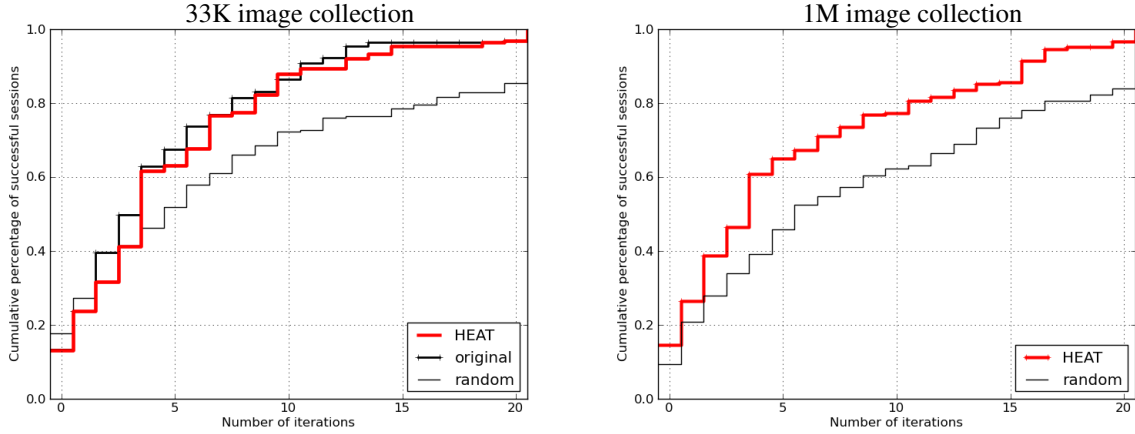 33K image collection
1.0
0.8
0.6
0.4
0.2
0.0
Cumulative percentage of successful sessions
0
5
10
15
20
Number of iterations
HEAT
original
random
1M image collection
1.0
0.8
0.6
0.4
0.2
0.0
Cumulative percentage of successful sessions
0
5
10
15
20
Number of iterations
HEAT
random